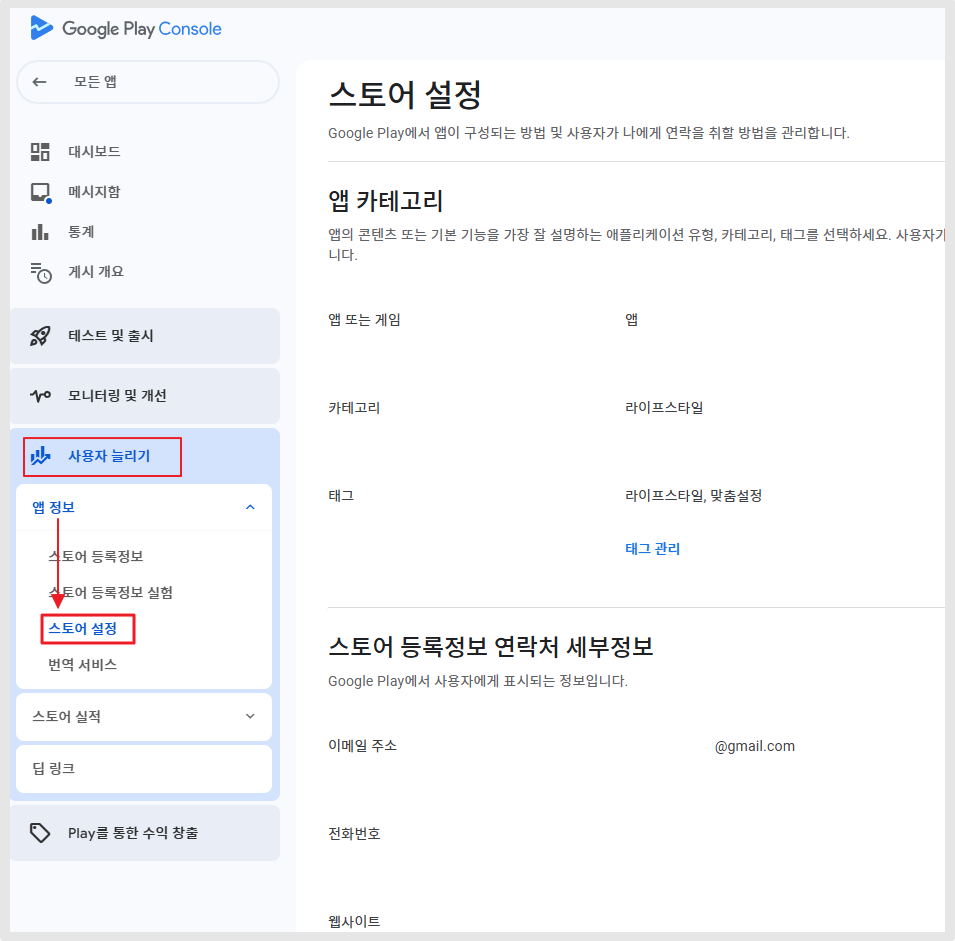 Google Play Console
모든 앱
대시보드
메시지함
통계
게시 개요
테스트 및 출시
모니터링 및 개선
사용자 늘리기
앱 정보
스토어 등록정보
스토어 등록정보 실험
스토어 설정
번역 서비스
스토어 실적
딥 링크
Play를 통한 수익 창출
스토어 설정
Google Play에서 앱이 구성되는 방법 및 사용자가 나에게 연락을 취할 방법을 관리합니다.
앱 카테고리
앱의 콘텐츠 또는 기본 기능을 가장 잘 설명하는 애플리케이션 유형, 카테고리, 태그를 선택하세요. 사용자가
니다.
앱 또는 게임 앱
카테고리 라이프스타일
태그 라이프스타일, 맞춤설정
태그 관리
스토어 등록정보 연락처 세부정보
Google Play에서 사용자에게 표시되는 정보입니다.
이메일 주소 @gmail.com
전화번호
웹사이트